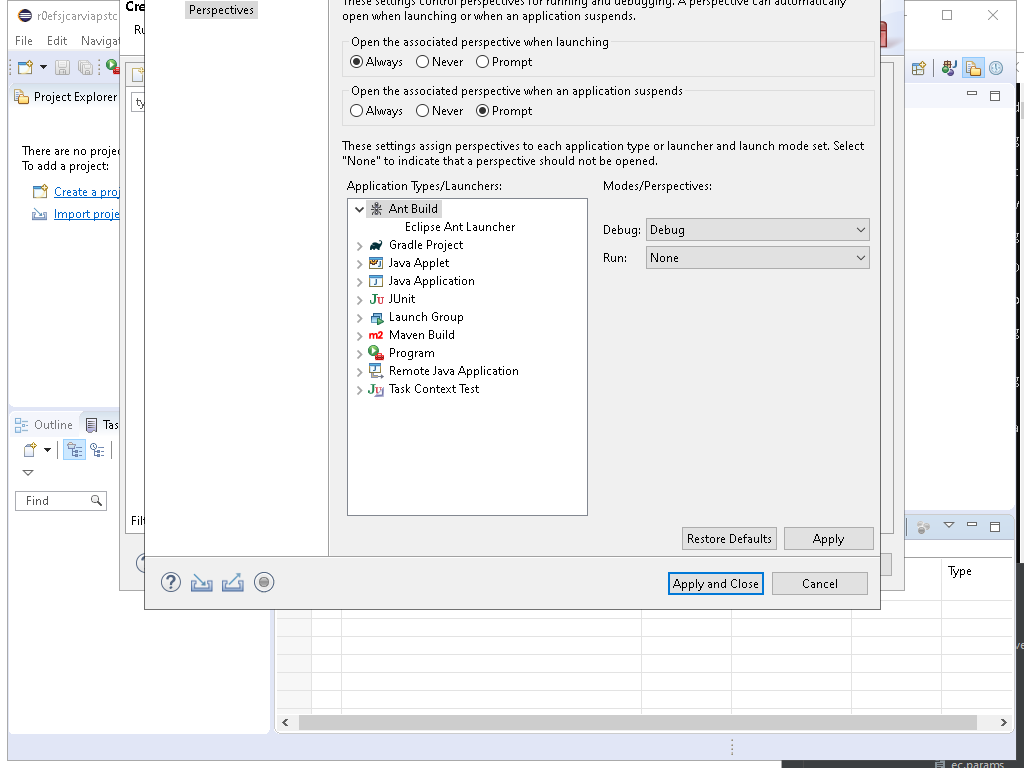 r0efsjcarviapstc
Cre
Perspectives
These settings control perspectives for running and debugging. A perspective can automatically
open when launching or when an application suspends.
File Edit Naviga
Ru
Open the associated perspective when launching
Always Never Prompt
Open the associated perspective when an application suspends
Always Never Prompt
Project Explorer
ty
There are no projec
To add a project:
Create a proj
Import proje
These settings assign perspectives to each application type or launcher and launch mode set. Select
"None" to indicate that a perspective should not be opened.
Application Types/Launchers:
Modes/Perspectives:
Ant Build
Eclipse Ant Launcher
Gradle Project
Java Applet
Java Application
JUnit
Launch Group
Maven Build
Program
Remote Java Application
Task Context Test
Debug: Debug
Run: None
Outline Tas
Find
Filt
Restore Defaults Apply
Apply and Close Cancel
Type
ec.params